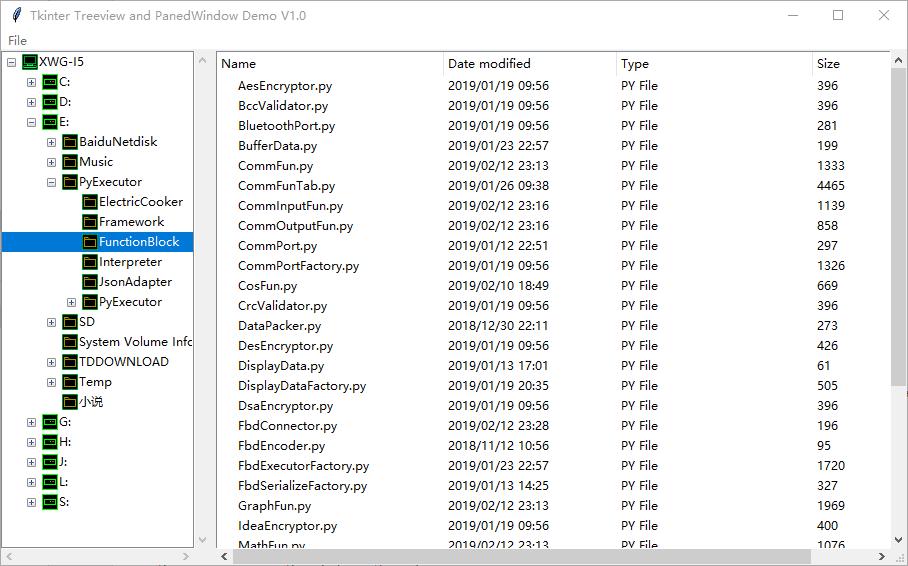 Tkinter Treeview and PanedWindow Demo V1.0
File
XWG-I5
C:
D:
E:
BaiduNetdisk
Music
PyExecutor
ElectricCooker
Framework
FunctionBlock
Interpreter
JsonAdapter
PyExecutor
SD
System Volume Infc
TDDOWNLOAD
Temp
小说
G:
H:
J:
L:
S:
Name Date modified Type Size
AesEncryptor.py 2019/01/19 09:56 PY File 396
BccValidator.py 2019/01/19 09:56 PY File 396
BluetoothPort.py 2019/01/19 09:56 PY File 281
BufferData.py 2019/01/23 22:57 PY File 199
CommFun.py 2019/02/12 23:13 PY File 1333
CommFunTab.py 2019/01/26 09:38 PY File 4465
CommInputFun.py 2019/02/12 23:16 PY File 1139
CommOutputFun.py 2019/02/12 23:16 PY File 858
CommPort.py 2019/01/12 22:51 PY File 297
CommPortFactory.py 2019/01/19 09:56 PY File 1326
CosFun.py 2019/02/10 18:49 PY File 669
CrcValidator.py 2019/01/19 09:56 PY File 396
DataPacker.py 2018/12/30 22:11 PY File 273
DesEncryptor.py 2019/01/19 09:56 PY File 426
DisplayData.py 2019/01/13 17:01 PY File 61
DisplayDataFactory.py 2019/01/19 20:35 PY File 505
DsaEncryptor.py 2019/01/19 09:56 PY File 396
FbdConnector.py 2019/02/12 23:28 PY File 196
FbdEncoder.py 2018/11/12 10:56 PY File 95
FbdExecutorFactory.py 2019/01/23 22:57 PY File 1720
FbdSerializeFactory.py 2019/01/13 14:25 PY File 327
GraphFun.py 2019/02/12 23:13 PY File 1969
IdeaEncryptor.py 2019/01/19 09:56 PY File 400
MathFun.py 2019/02/12 23:13 PY File 1076